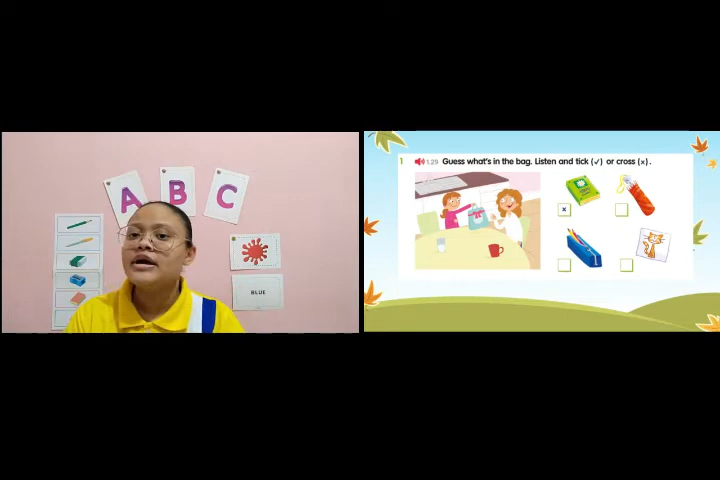 A B C
BLUE
1 1.29 Guess what's in the bag. Listen and tick (✓) or cross (x).
x